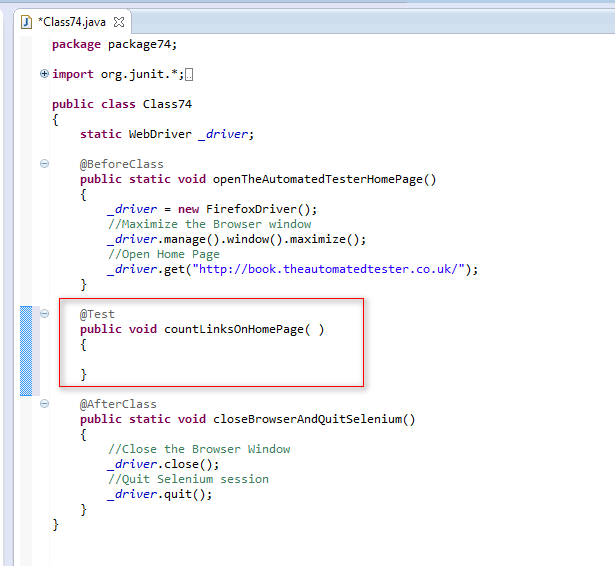 *Class74.java
package package74;
import org.junit.*;
public class Class74
{
static WebDriver _driver;
@BeforeClass
public static void openTheAutomatedTesterHomePage()
{
_driver = new FirefoxDriver();
//Maximize the Browser window
_driver.manage().window().maximize();
//Open Home Page
_driver.get("http://book.theautomatedtester.co.uk/");
}
@Test
public void countLinksOnHomePage( )
{
}
@AfterClass
public static void closeBrowserAndQuitSelenium()
{
//Close the Browser Window
_driver.close();
//Quit Selenium session
_driver.quit();
}
}